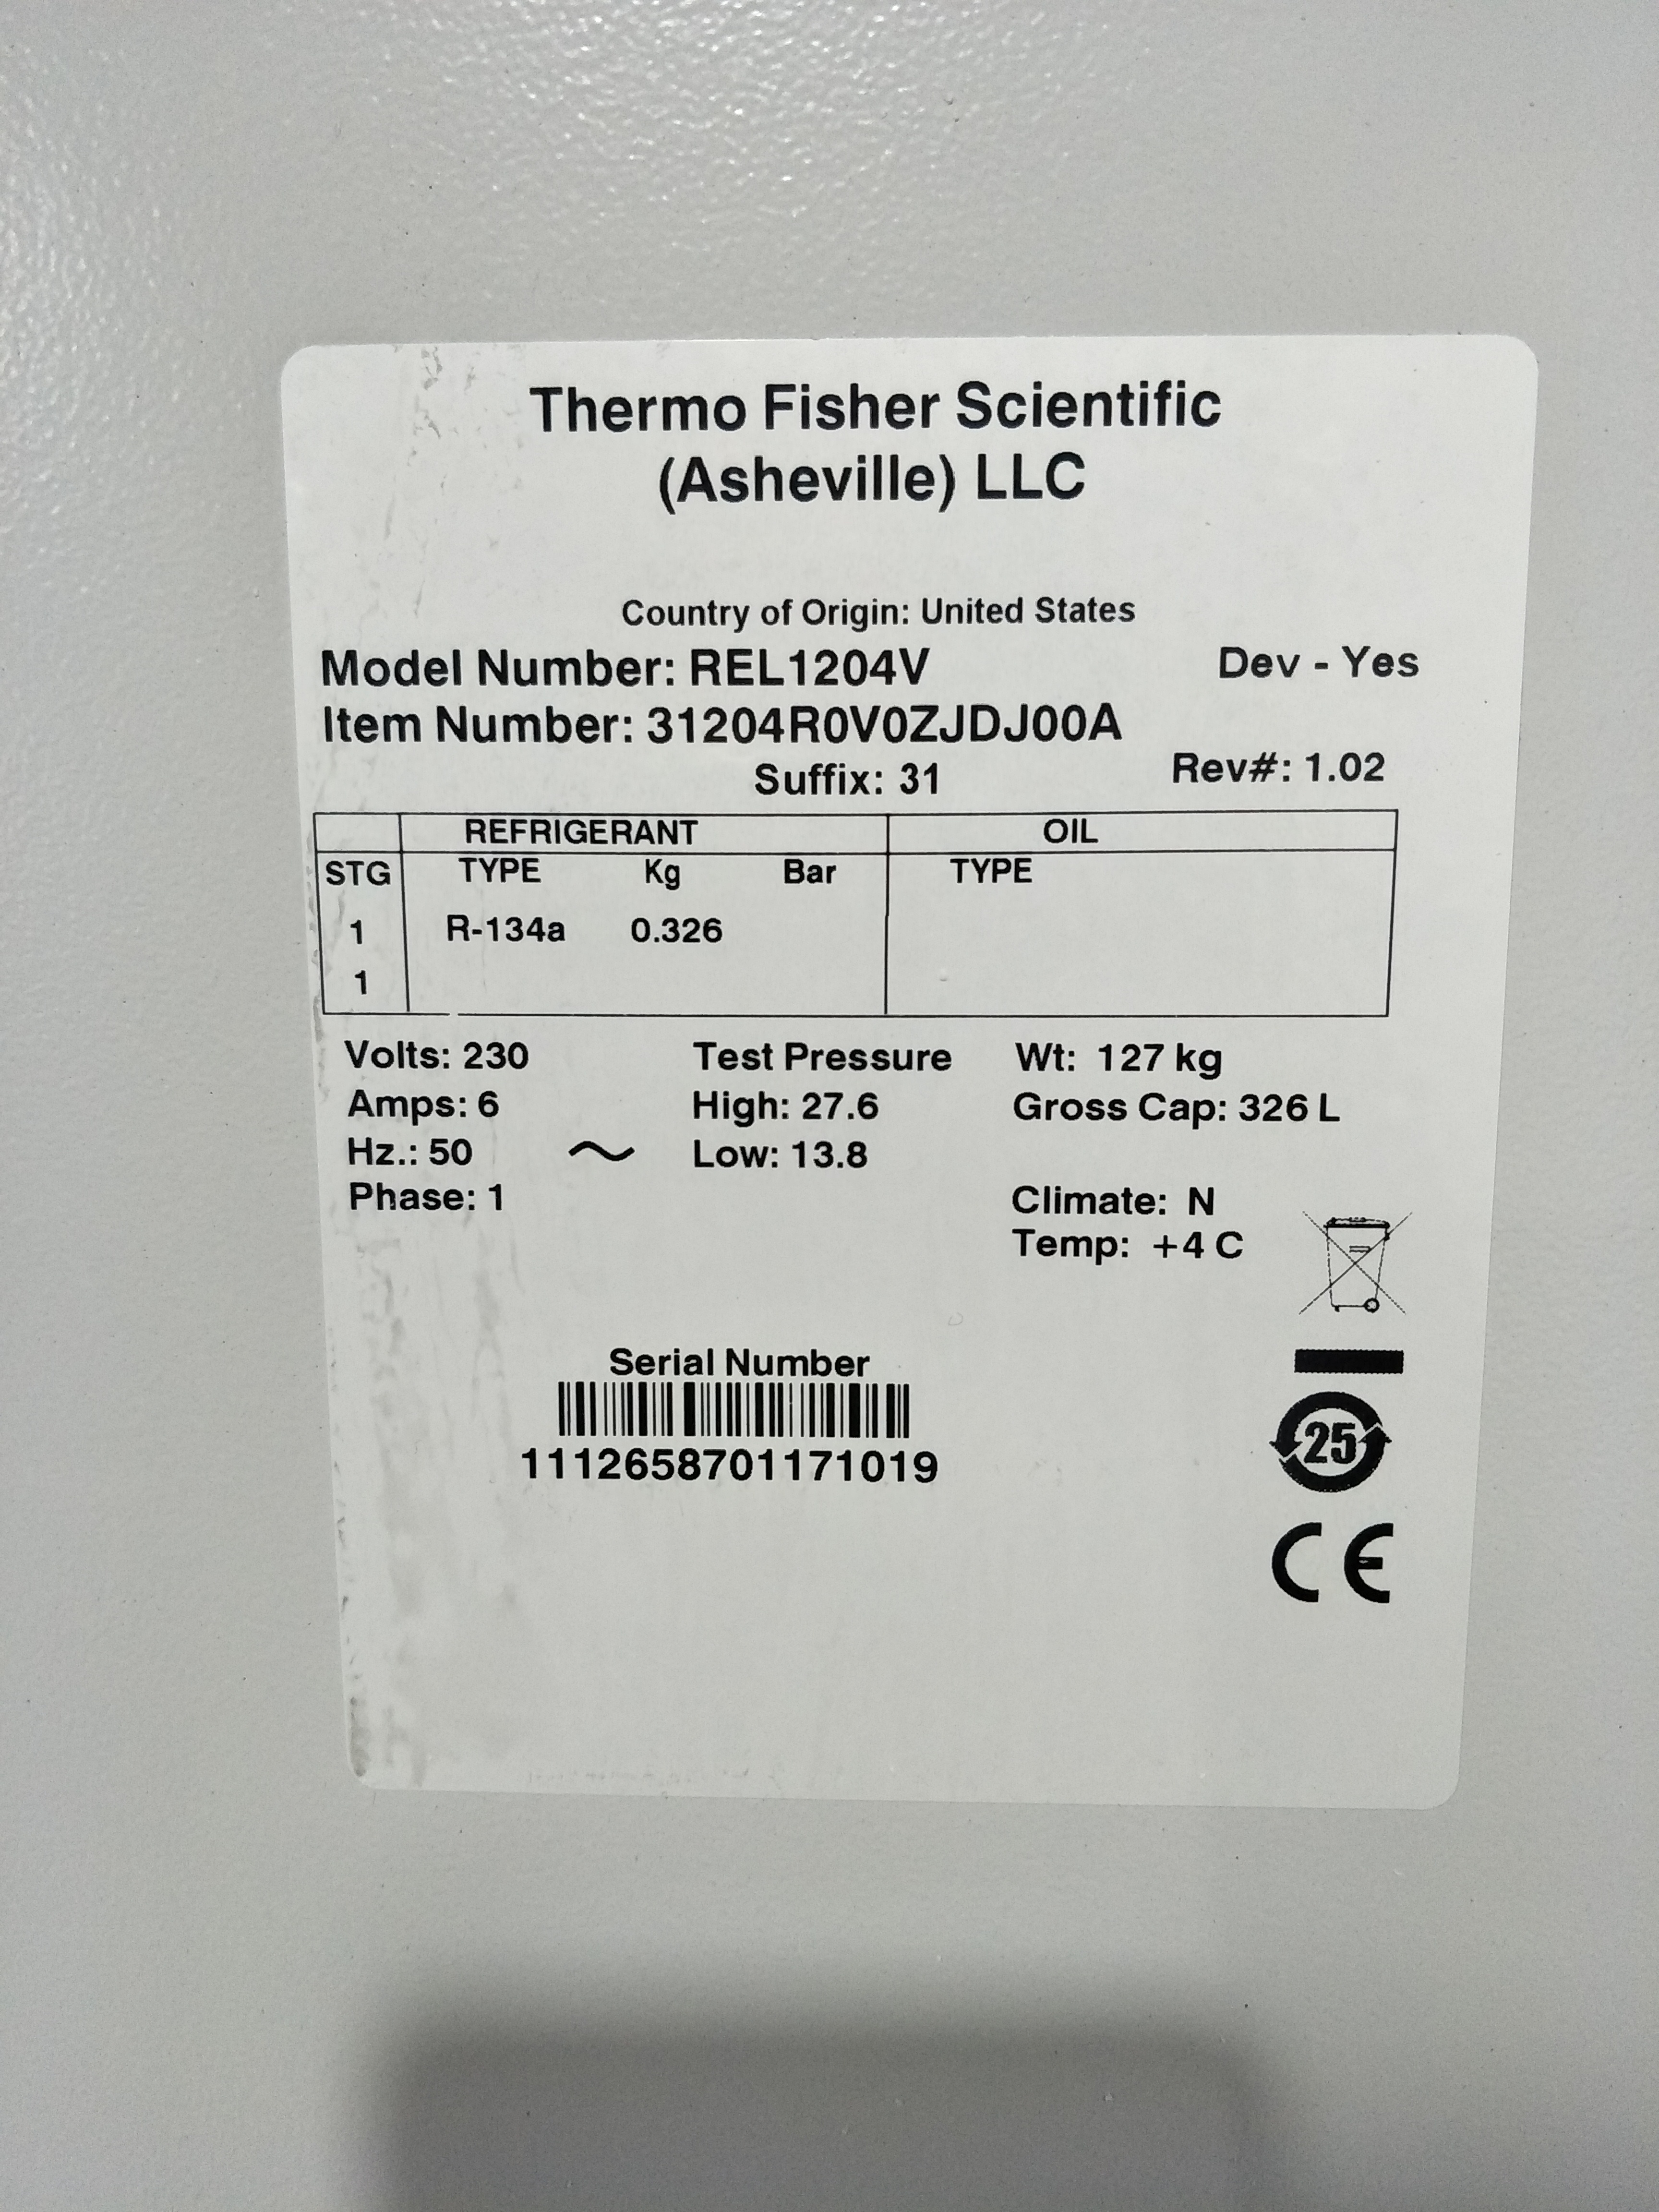 Thermo Fisher Scientific
(Asheville) LLC
Country of Origin: United States
Model Number: REL1204V Dev - Yes
Item Number: 31204R0V0ZJDJ00A
Suffix: 31 Rev#: 1.02
REFRIGERANT OIL
STG TYPE Kg Bar TYPE
1 R-134a 0.326
1
Volts: 230 Test Pressure Wt: 127 kg
Amps: 6 High: 27.6 Gross Cap: 326 L
Hz.: 50 ~ Low: 13.8
Phase: 1 Climate: N
Temp: +4 C
Serial Number
1112658701171019
25
CE